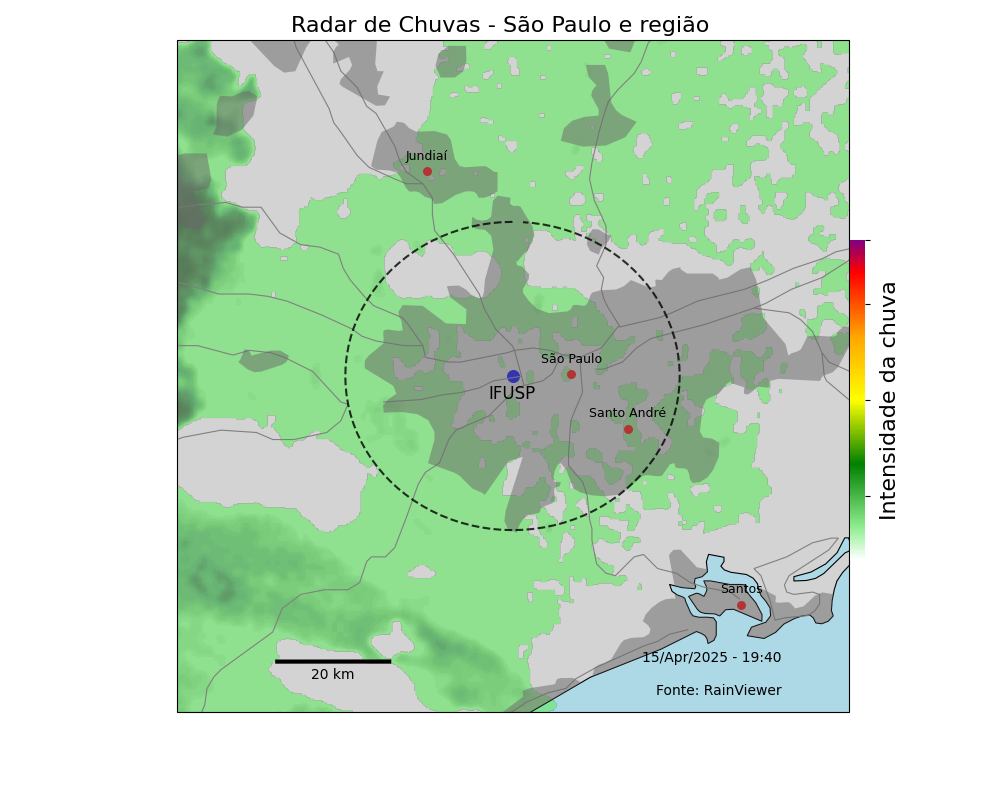 Radar de Chuvas - São Paulo e região
Jundiaí
São Paulo
IFUSP
Santo André
Santos
15/Apr/2025 - 19:40
20 km
Fonte: RainViewer
Intensidade da chuva